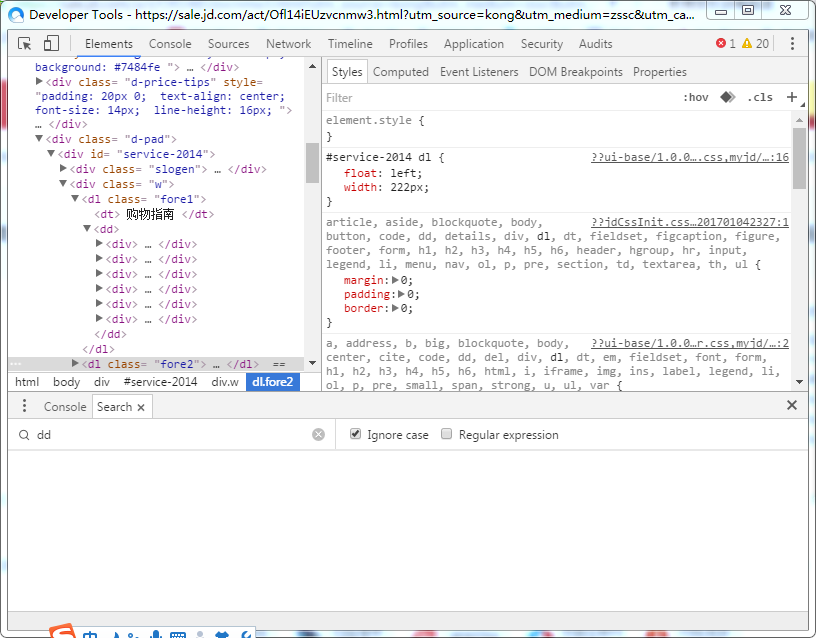 Developer Tools - https://sale.jd.com/act/Ofl14iEUzvcnmw3.html?utm_source=kong&utm_medium=zssc&utm_ca...
Elements Console Sources Network Timeline Profiles Application Security Audits 1 20
background: #7484fe "> … </div>
<div class= "d-price-tips" style=
"padding: 20px 0; text-align: center;
font-size: 14px; line-height: 16px; ">
… </div>
<div class= "d-pad">
<div id= "service-2014">
<div class= "slogen"> … </div>
<div class= "w">
<dl class= "fore1">
<dt> 购物指南 </dt>
<dd>
<div> … </div>
<div> … </div>
<div> … </div>
<div> … </div>
<div> … </div>
<div> … </div>
</dd>
</dl>
… <dl class= "fore2"> … </dl> ==
html body div #service-2014 div.w dl.fore2
Styles Computed Event Listeners DOM Breakpoints Properties
Filter :hov .cls +
element.style {
}
#service-2014 dl { ??ui-base/1.0.0….css,myjd/…:16
float: left;
width: 222px;
}
article, aside, blockquote, body, ??jdCssInit.css…201701042327:1
button, code, dd, details, div, dl, dt, fieldset, figcaption, figure,
footer, form, h1, h2, h3, h4, h5, h6, header, hgroup, hr, input,
legend, li, menu, nav, ol, p, pre, section, td, textarea, th, ul {
margin: 0;
padding: 0;
border: 0;
}
a, address, b, big, blockquote, body, ??ui-base/1.0.0…r.css,myjd/…:2
center, cite, code, dd, del, div, dl, dt, em, fieldset, font, form,
h1, h2, h3, h4, h5, h6, html, i, iframe, img, ins, label, legend, li,
ol, p, pre, small, span, strong, u, ul, var {
Console Search
dd Ignore case Regular expression